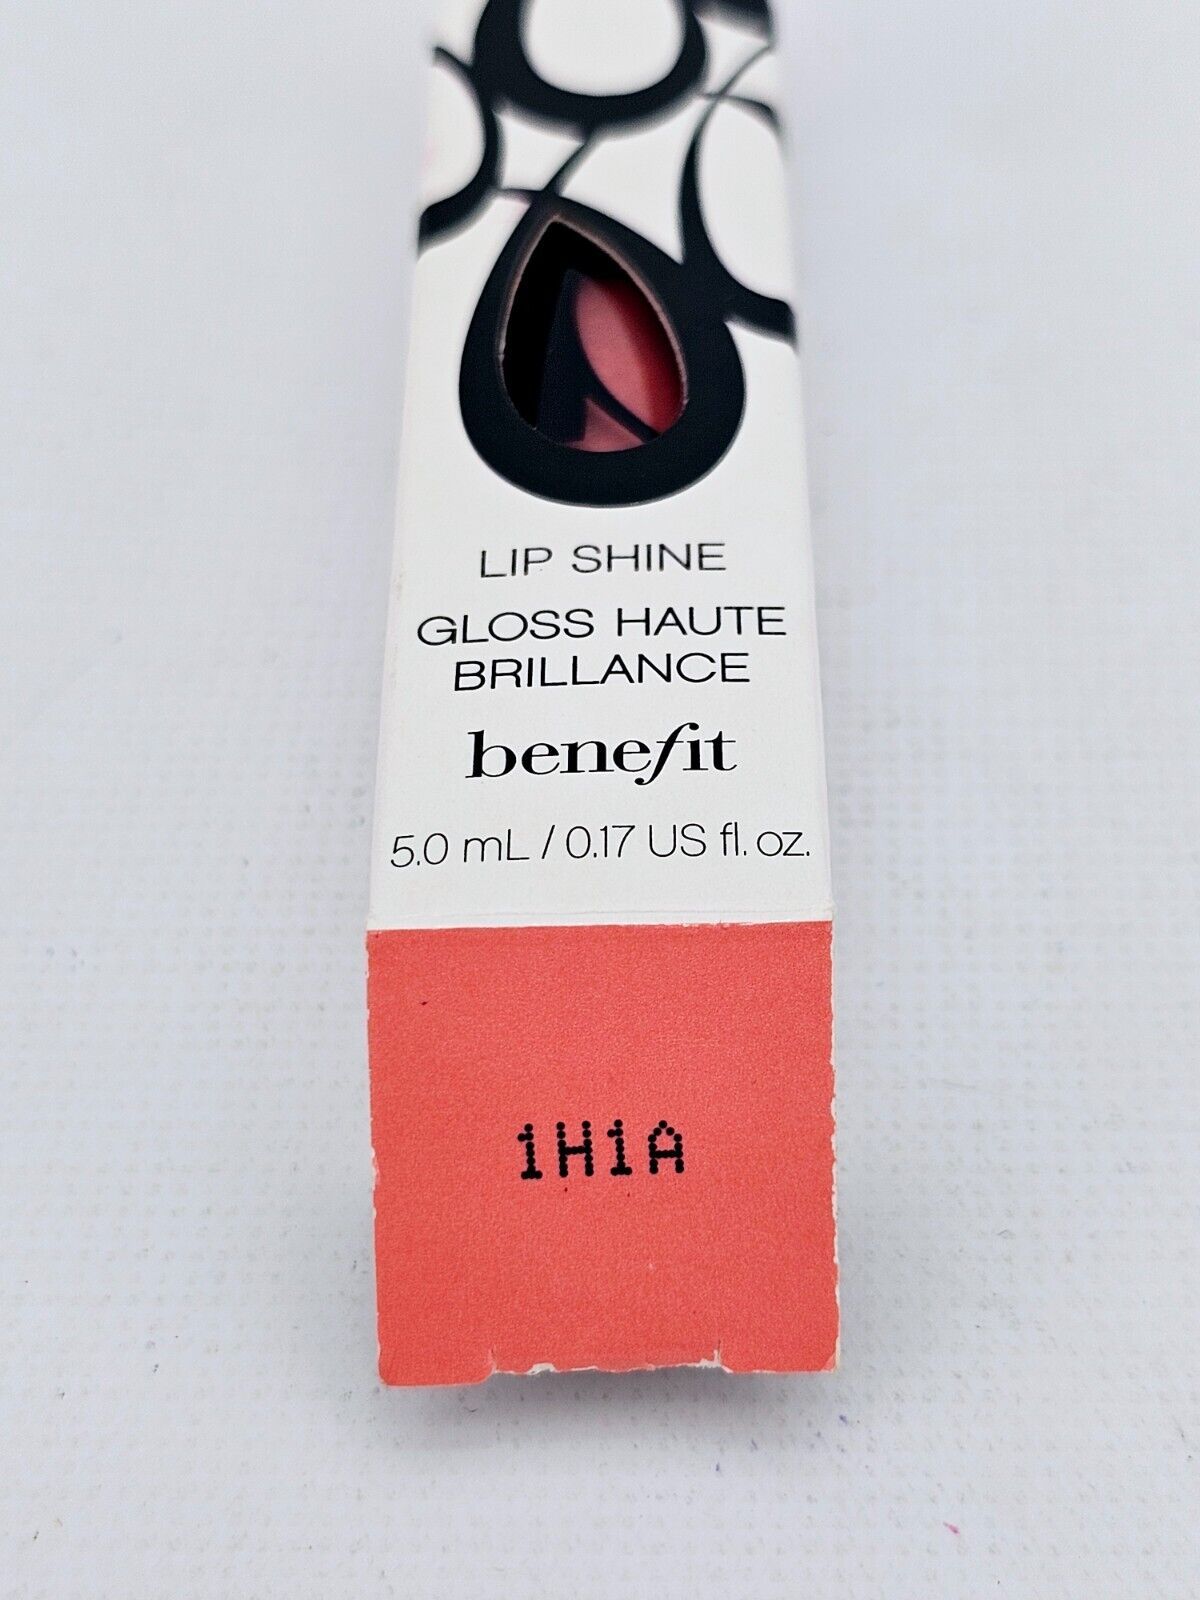 LIP SHINE
GLOSS HAUTE
BRILLANCE
benefit
5.0 mL / 0.17 US fl. oz.
1H1A